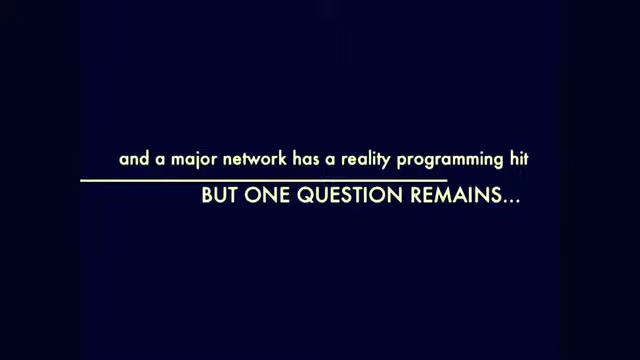 and a major network has a reality programming hit
BUT ONE QUESTION REMAINS...